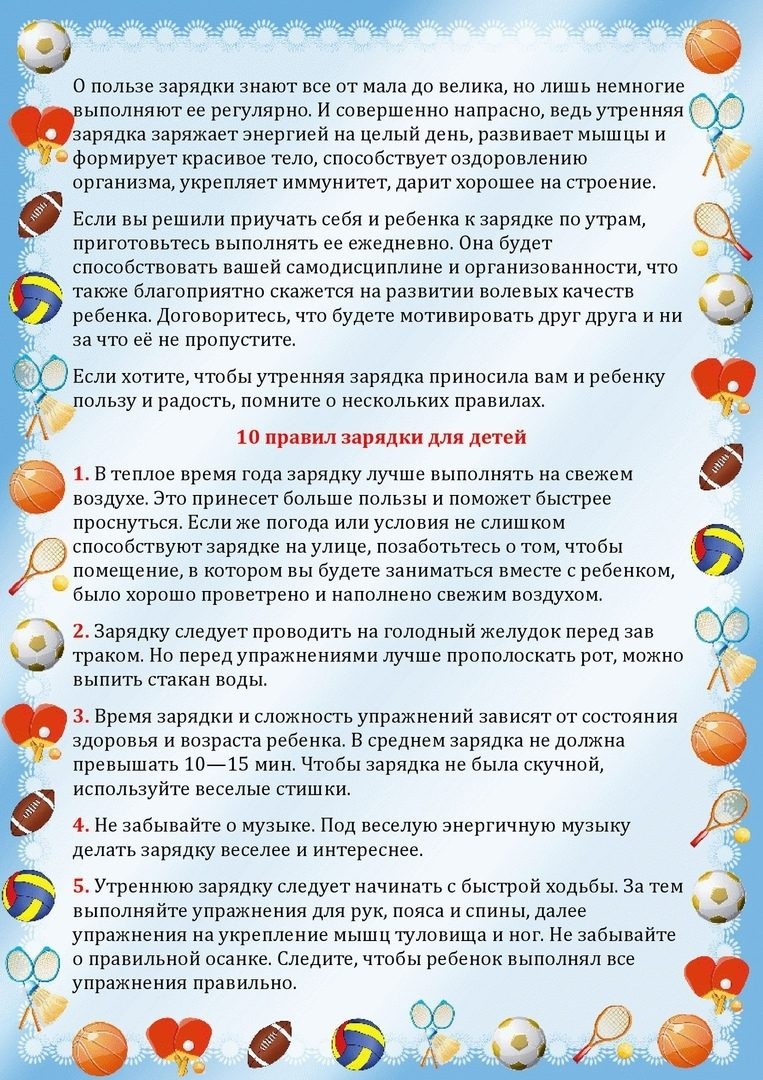 О пользе зарядки знают все от мала до велика, но лишь немногие
выполняют ее регулярно. И совершенно напрасно, ведь утренняя
зарядка заряжает энергией на целый день, развивает мышцы и
формирует красивое тело, способствует оздоровлению
организма, укрепляет иммунитет, дарит хорошее на строение.
Если вы решили приучать себя и ребенка к зарядке по утрам,
приготовьтесь выполнять ее ежедневно. Она будет
способствовать вашей самодисциплине и организованности, что
также благоприятно скажется на развитии волевых качеств
ребенка. Договоритесь, что будете мотивировать друг друга и ни
за что её не пропустите.
Если хотите, чтобы утренняя зарядка приносила вам и ребенку
пользу и радость, помните о нескольких правилах.
10 правил зарядки для детей
1. В теплое время года зарядку лучше выполнять на свежем
воздухе. Это принесет больше пользы и поможет быстрее
проснуться. Если же погода или условия не слишком
способствуют зарядке на улице, позаботьтесь о том, чтобы
помещение, в котором вы будете заниматься вместе с ребенком,
было хорошо проветрено и наполнено свежим воздухом.
2. Зарядку следует проводить на голодный желудок перед зав
траком. Но перед упражнениями лучше прополоскать рот, можно
выпить стакан воды.
3. Время зарядки и сложность упражнений зависят от состояния
здоровья и возраста ребенка. В среднем зарядка не должна
превышать 10—15 мин. Чтобы зарядка не была скучной,
используйте веселые стишки.
4. Не забывайте о музыке. Под веселую энергичную музыку
делать зарядку веселее и интереснее.
5. Утреннюю зарядку следует начинать с быстрой ходьбы. За тем
выполняйте упражнения для рук, пояса и спины, далее
упражнения на укрепление мышц туловища и ног. Не забывайте
о правильной осанке. Следите, чтобы ребенок выполнял все
упражнения правильно.